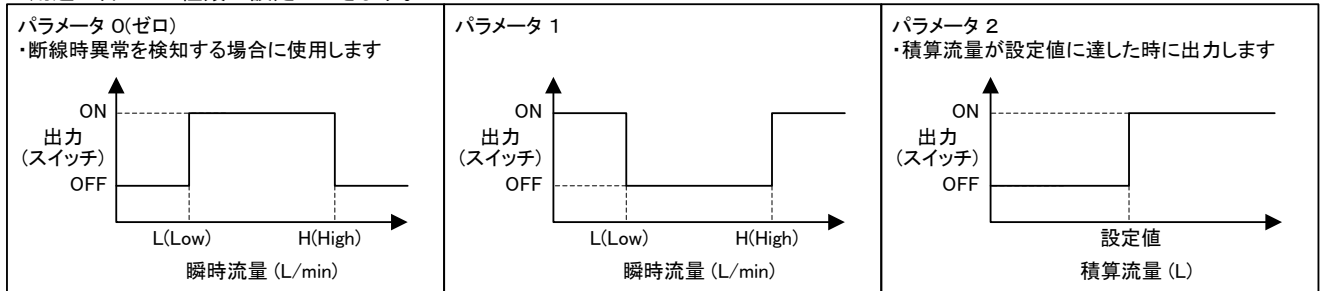 パラメータ 0(ゼロ)
・断線時異常を検知する場合に使用します
ON
出力
(スイッチ)
OFF
L(Low)
H(High)
瞬時流量 (L/min)
パラメータ 1
ON
出力
(スイッチ)
OFF
L(Low)
H(High)
瞬時流量 (L/min)
パラメータ 2
・積算流量が設定値に達した時に出力します
ON
出力
(スイッチ)
OFF
設定値
積算流量 (L)